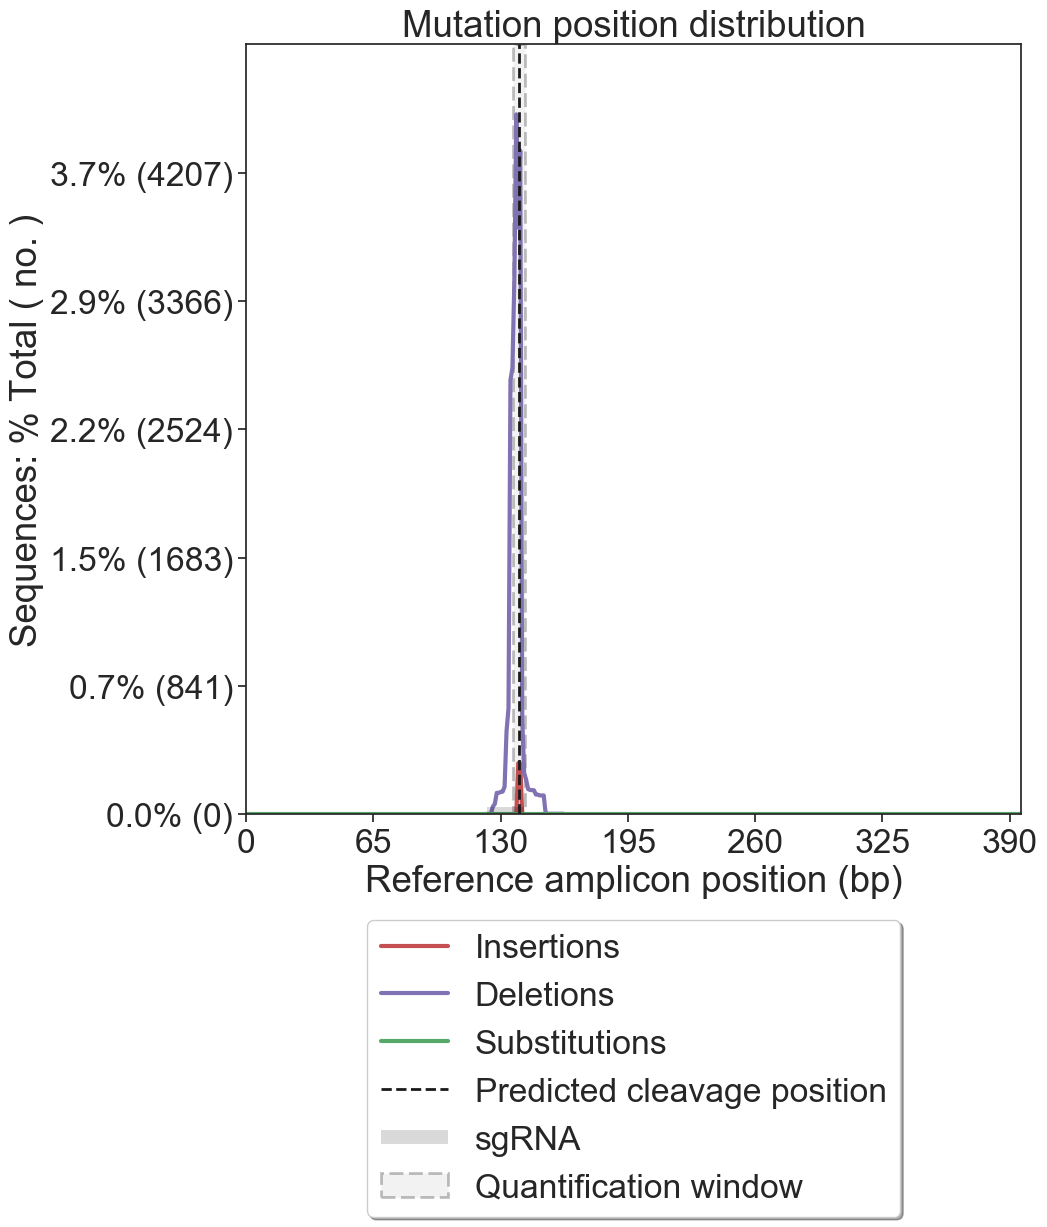 Mutation position distribution
Sequences: % Total ( no. )
3.7% (4207)
2.9% (3366)
2.2% (2524)
1.5% (1683)
0.7% (841)
0.0% (0)
0 65 130 195 260 325 390
Reference amplicon position (bp)
Insertions
Deletions
Substitutions
Predicted cleavage position
sgRNA
Quantification window